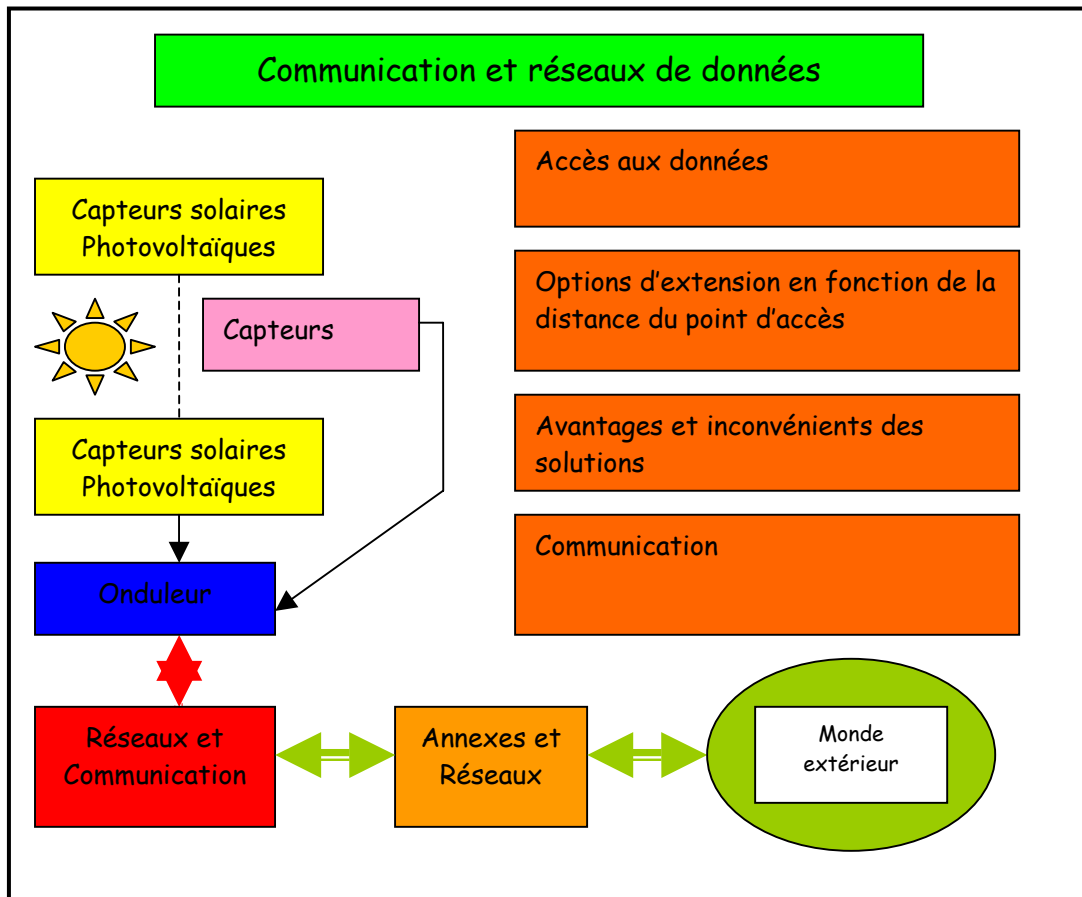 Communication et réseaux de données
Capteurs solaires
Photovoltaïques
Capteurs
Capteurs solaires
Photovoltaïques
Onduleur
Accès aux données
Options d'extension en fonction de la
distance du point d'accès
Avantages et inconvénients des
solutions
Communication
Réseaux et
Communication
Annexes et
Réseaux
Monde
extérieur